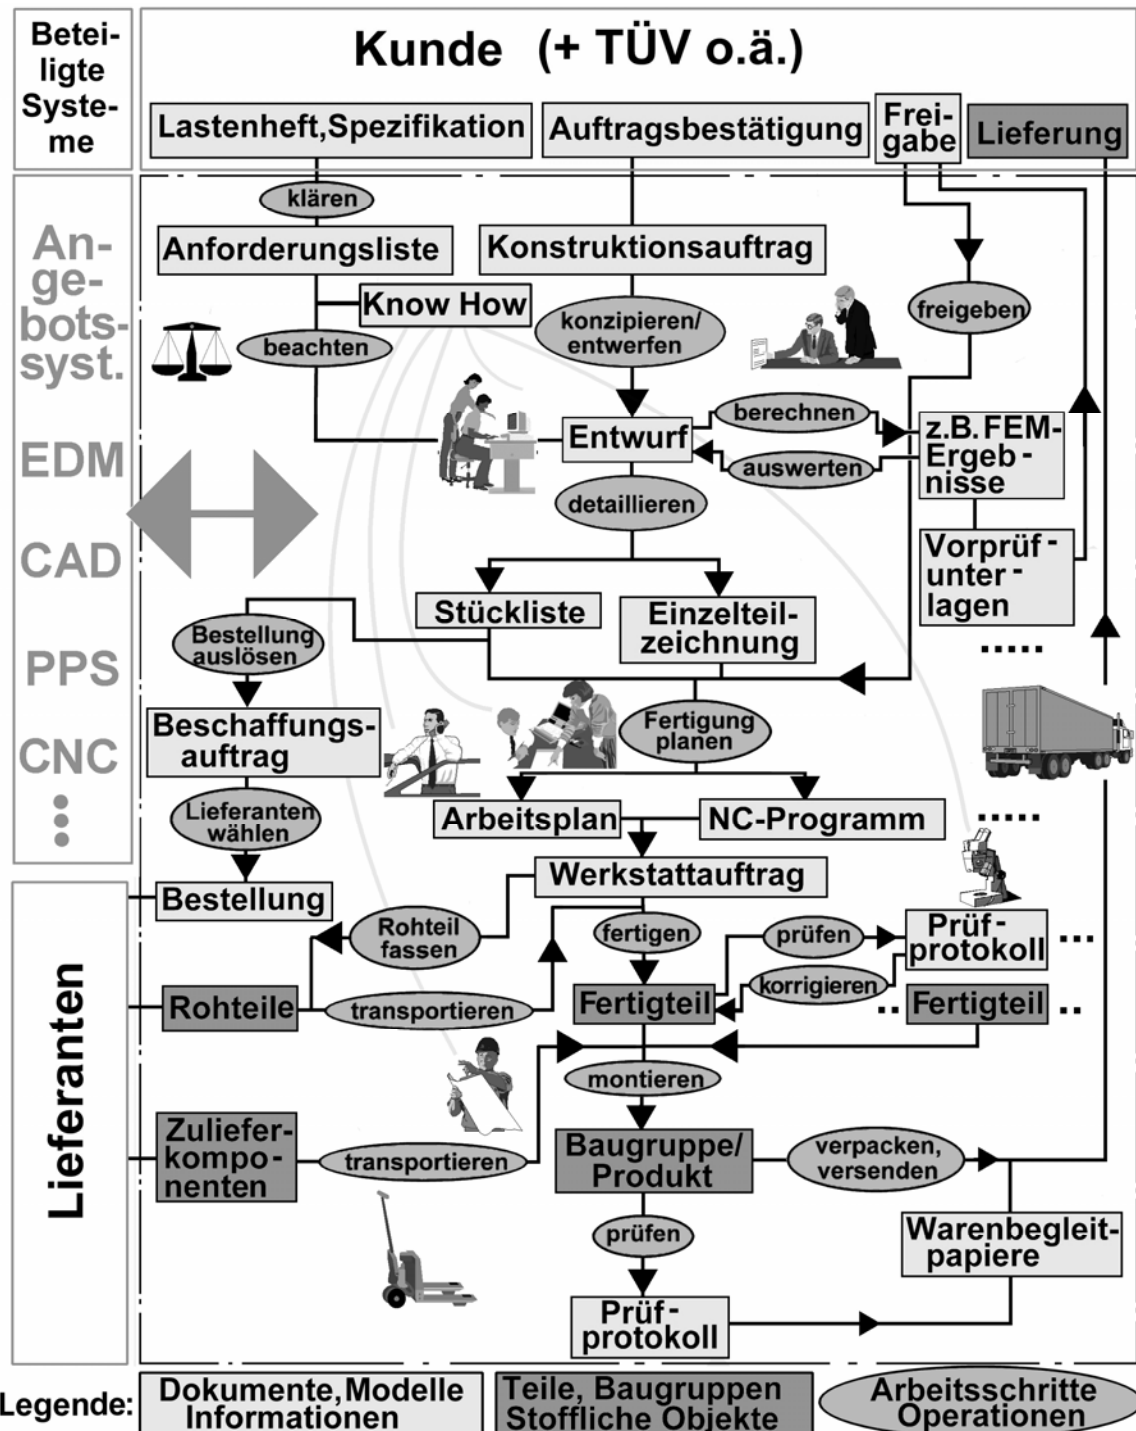 Betei-
ligte
Syste-
me
Kunde (+ TÜV o.ä.)
Lastenheft,Spezifikation
Auftragsbestätigung
Frei-
gabe
Lieferung
klären
An-
ge-
bots-
syst.
EDM
CAD
PPS
CNC
Anforderungsliste
Konstruktionsauftrag
Know How
beachten
konzipieren/
entwerfen
freigeben
Entwurf
berechnen
auswerten
z.B. FEM-
Ergeb-
nisse
detaillieren
Vorprüf-
unter-
lagen
.....
Stückliste
Einzelteil-
zeichnung
Bestellung
auslösen
Beschaffungs-
auftrag
Fertigung
planen
Lieferanten
wählen
Arbeitsplan
NC-Programm
.....
Bestellung
Werkstattauftrag
Rohteil
fassen
fertigen
prüfen
Prüf-
protokoll
...
korrigieren
Lieferanten
Rohteile
transportieren
Fertigteil
..
Fertigteil
..
montieren
Zuliefer-
kompo-
nenten
transportieren
Baugruppe/
Produkt
verpacken,
versenden
prüfen
Warenbegleit-
papiere
Prüf-
protokoll
Legende:
Dokumente, Modelle
Informationen
Teile, Baugruppen
Stoffliche Objekte
Arbeitsschritte
Operationen